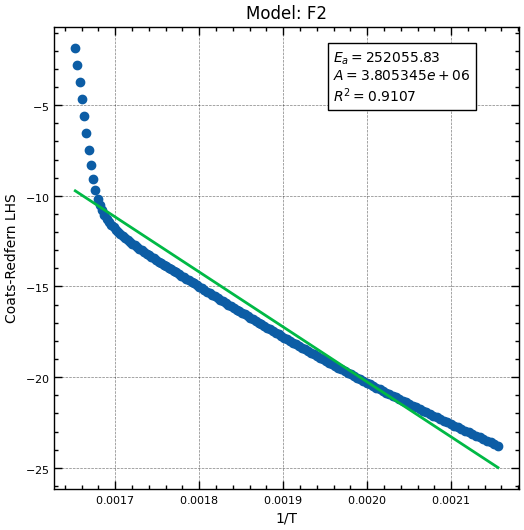 Model: F2
E_a = 252055.83
A = 3.805345e + 06
R² = 0.9107
Coats-Redfern LHS
−5
−10
−15
−20
−25
0.0017 0.0018 0.0019 0.0020 0.0021
1/T